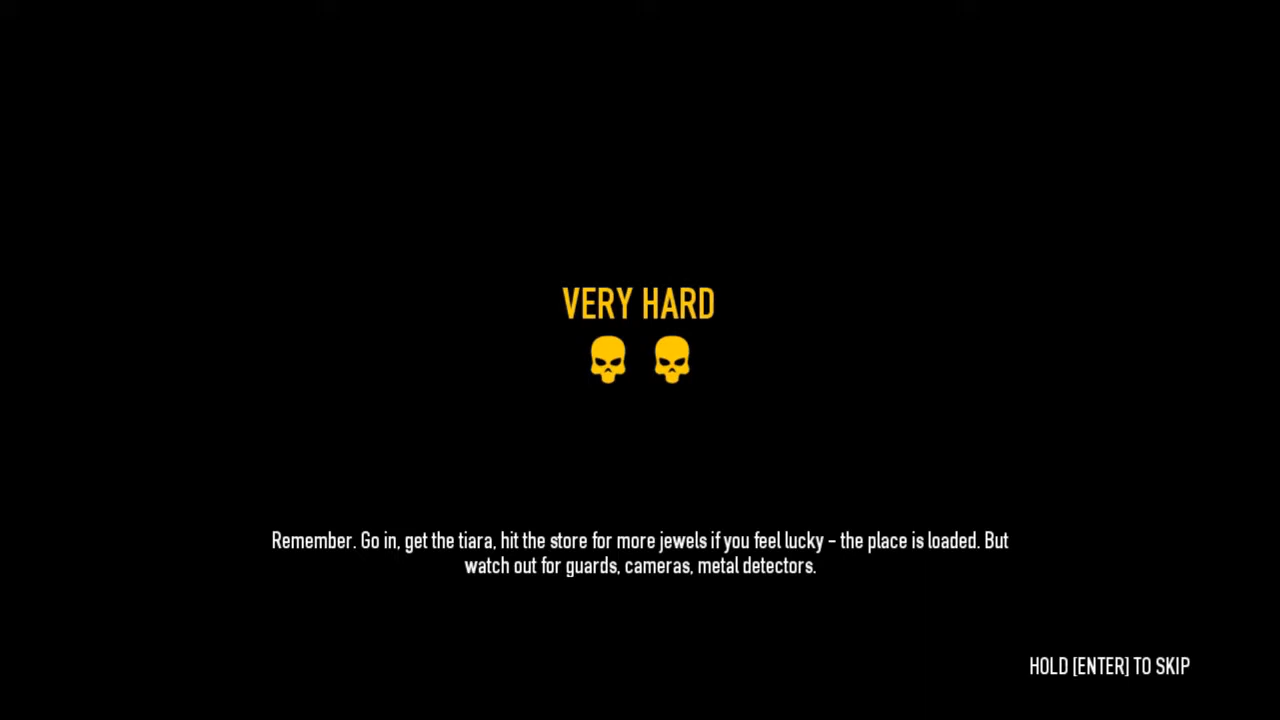 VERY HARD
Remember. Go in, get the tiara, hit the store for more jewels if you feel lucky - the place is loaded. But
watch out for guards, cameras, metal detectors.
HOLD [ENTER] TO SKIP